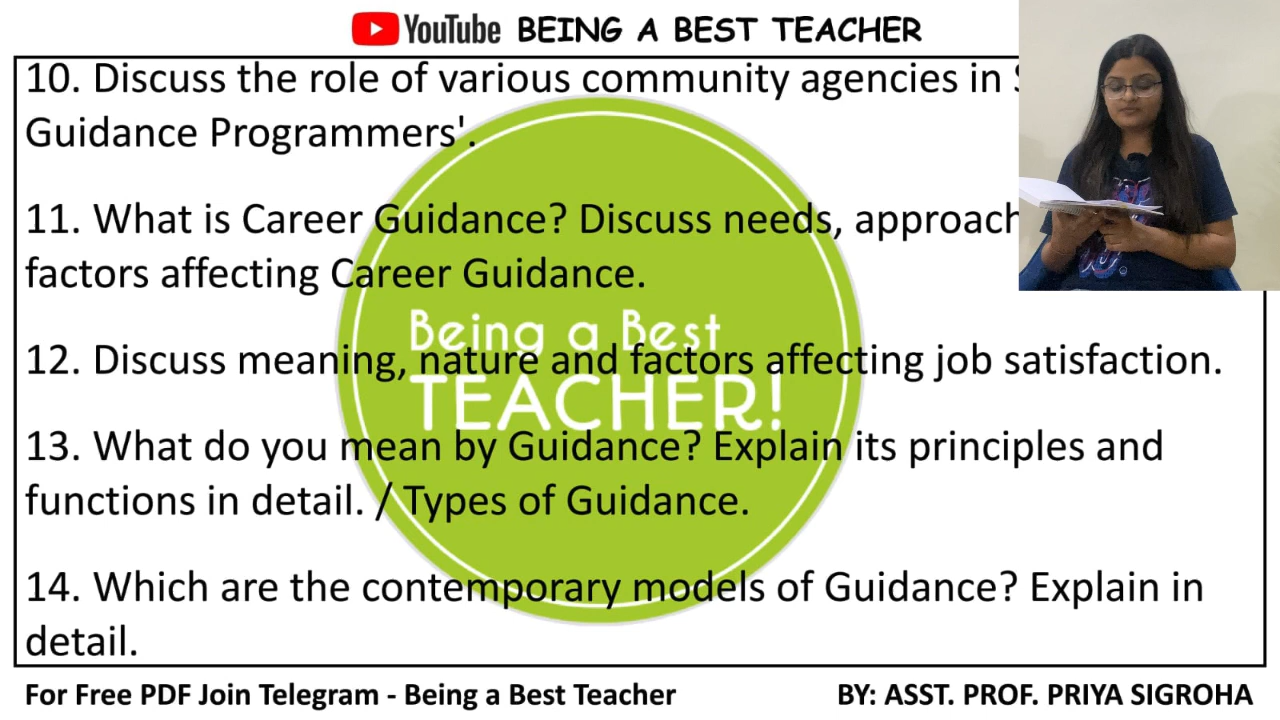 YouTube BEING A BEST TEACHER
10. Discuss the role of various community agencies in
Guidance Programmers'.
11. What is Career Guidance? Discuss needs, approach
factors affecting Career Guidance.
Being a Best
TEACHER!
12. Discuss meaning, nature and factors affecting job satisfaction.
13. What do you mean by Guidance? Explain its principles and
functions in detail. / Types of Guidance.
14. Which are the contemporary models of Guidance? Explain in
detail.
For Free PDF Join Telegram - Being a Best Teacher
BY: ASST. PROF. PRIYA SIGROHA